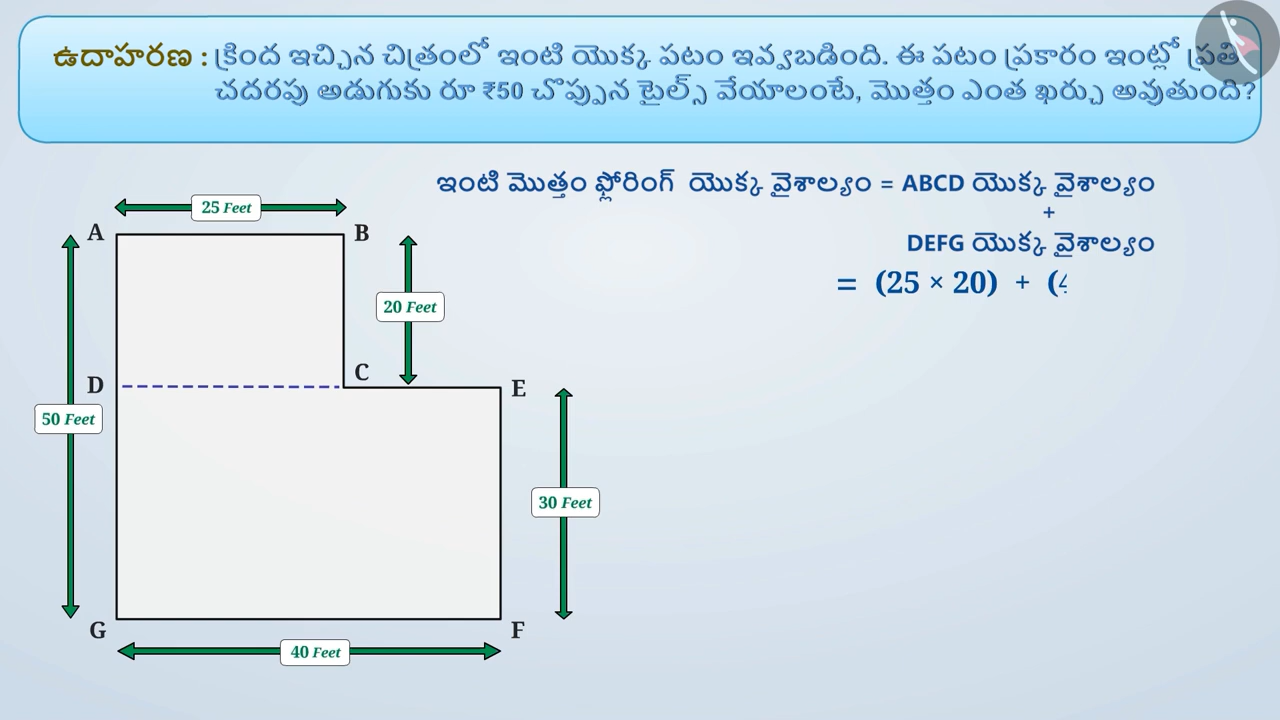 ఉదాహరణ : క్రింద ఇచ్చిన చిత్రంలో ఇంటి యొక్క పటం ఇవ్వబడింది. ఈ పటం ప్రకారం ఇంట్లో ప్రతి
చదరపు అడుగుకు రూ ₹50 చొప్పున టైల్స్ వేయాలంటే, మొత్తం ఎంత ఖర్చు అవుతుంది?
ఇంటి మొత్తం ఫ్లోరింగ్ యొక్క వైశాల్యం = ABCD యొక్క వైశాల్యం
+
DEFG యొక్క వైశాల్యం
= (25 × 20) + (
25 Feet
A
B
20 Feet
D
C
E
50 Feet
30 Feet
G
F
40 Feet